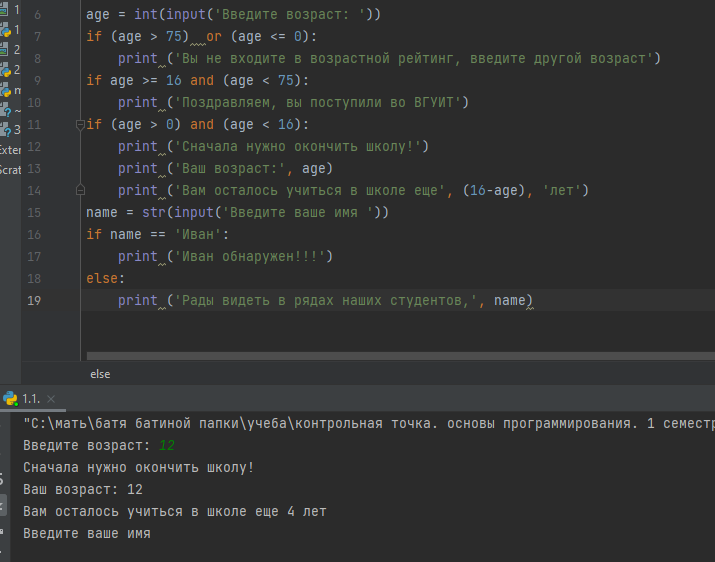 6 age = int(input('Введите возраст: '))
7 if (age > 75) or (age <= 0):
8 print ('Вы не входите в возрастной рейтинг, введите другой возраст')
9 if age >= 16 and (age < 75):
10 print ('Поздравляем, вы поступили во ВГУИТ')
11 if (age > 0) and (age < 16):
12 print ('Сначала нужно окончить школу!')
13 print ('Ваш возраст:', age)
14 print ('Вам осталось учиться в школе еще', (16-age), 'лет')
15 name = str(input('Введите ваше имя '))
16 if name == 'Иван':
17 print ('Иван обнаружен!!!')
18 else:
19 print ('Рады видеть в рядах наших студентов,', name)
else
1.1.
"C:\мать\батя батиной папки\учеба\контрольная точка. основы программирования. 1 семестр
Введите возраст: 12
Сначала нужно окончить школу!
Ваш возраст: 12
Вам осталось учиться в школе еще 4 лет
Введите ваше имя